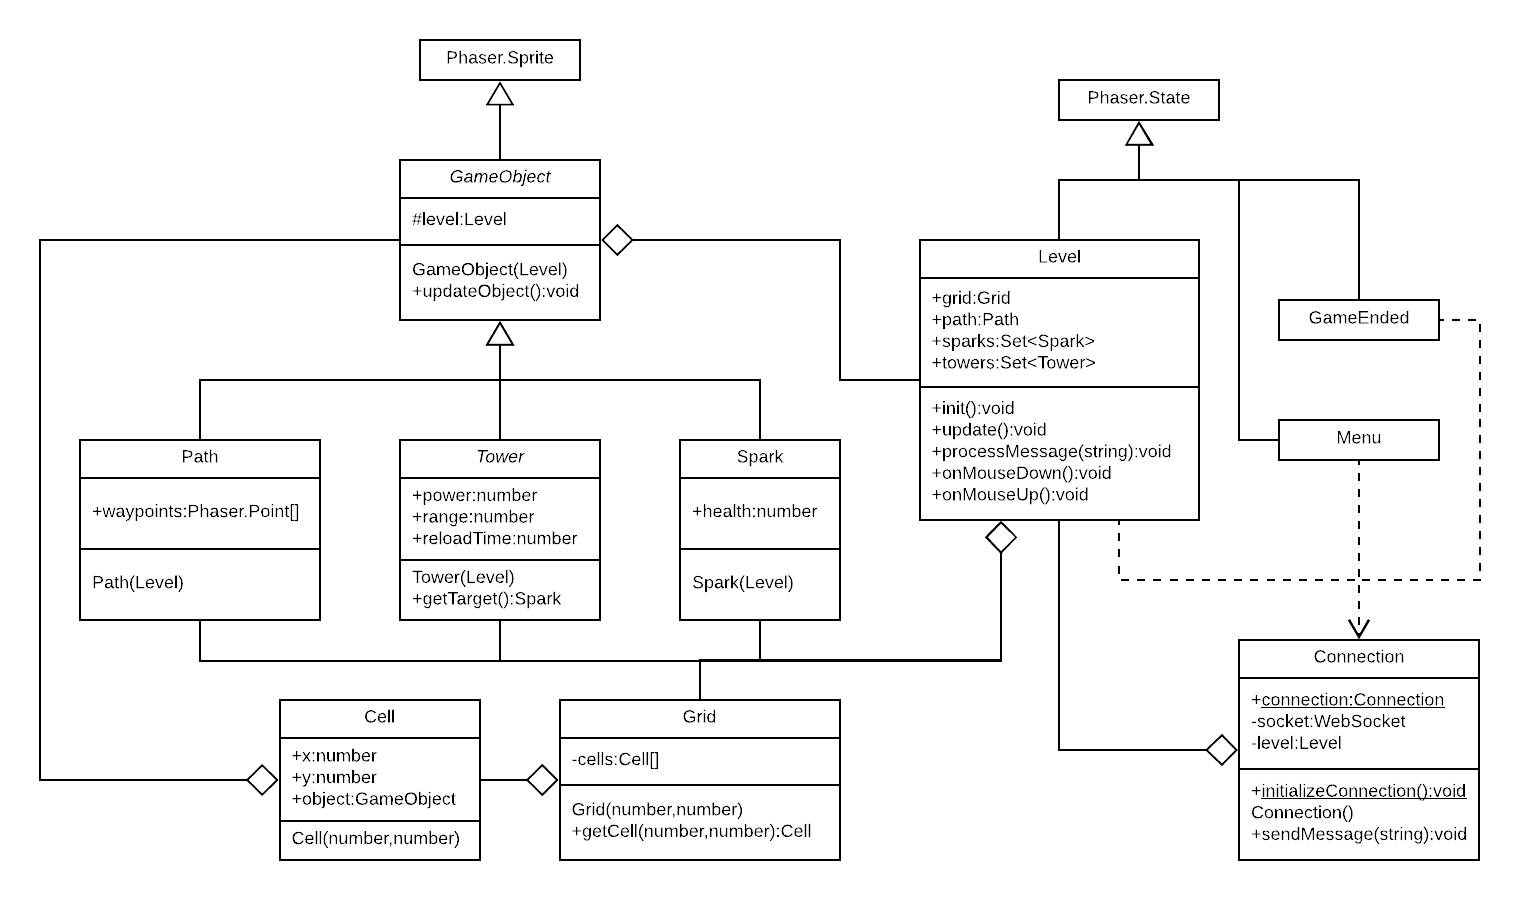 Phaser.Sprite
Phaser.State
GameObject
#level:Level
GameObject(Level)
+updateObject():void
Level
+grid:Grid
+path:Path
+sparks:Set<Spark>
+towers:Set<Tower>
+init():void
+update():void
+processMessage(string):void
+onMouseDown():void
+onMouseUp():void
GameEnded
Menu
Path
+waypoints:Phaser.Point[]
Path(Level)
Tower
+power:number
+range:number
+reloadTime:number
Tower(Level)
+getTarget():Spark
Spark
+health:number
Spark(Level)
Cell
+x:number
+y:number
+object:GameObject
Cell(number,number)
Grid
-cells:Cell[]
Grid(number,number)
+getCell(number,number):Cell
Connection
+connection:Connection
-socket:WebSocket
-level:Level
+initializeConnection():void
Connection()
+sendMessage(string):void